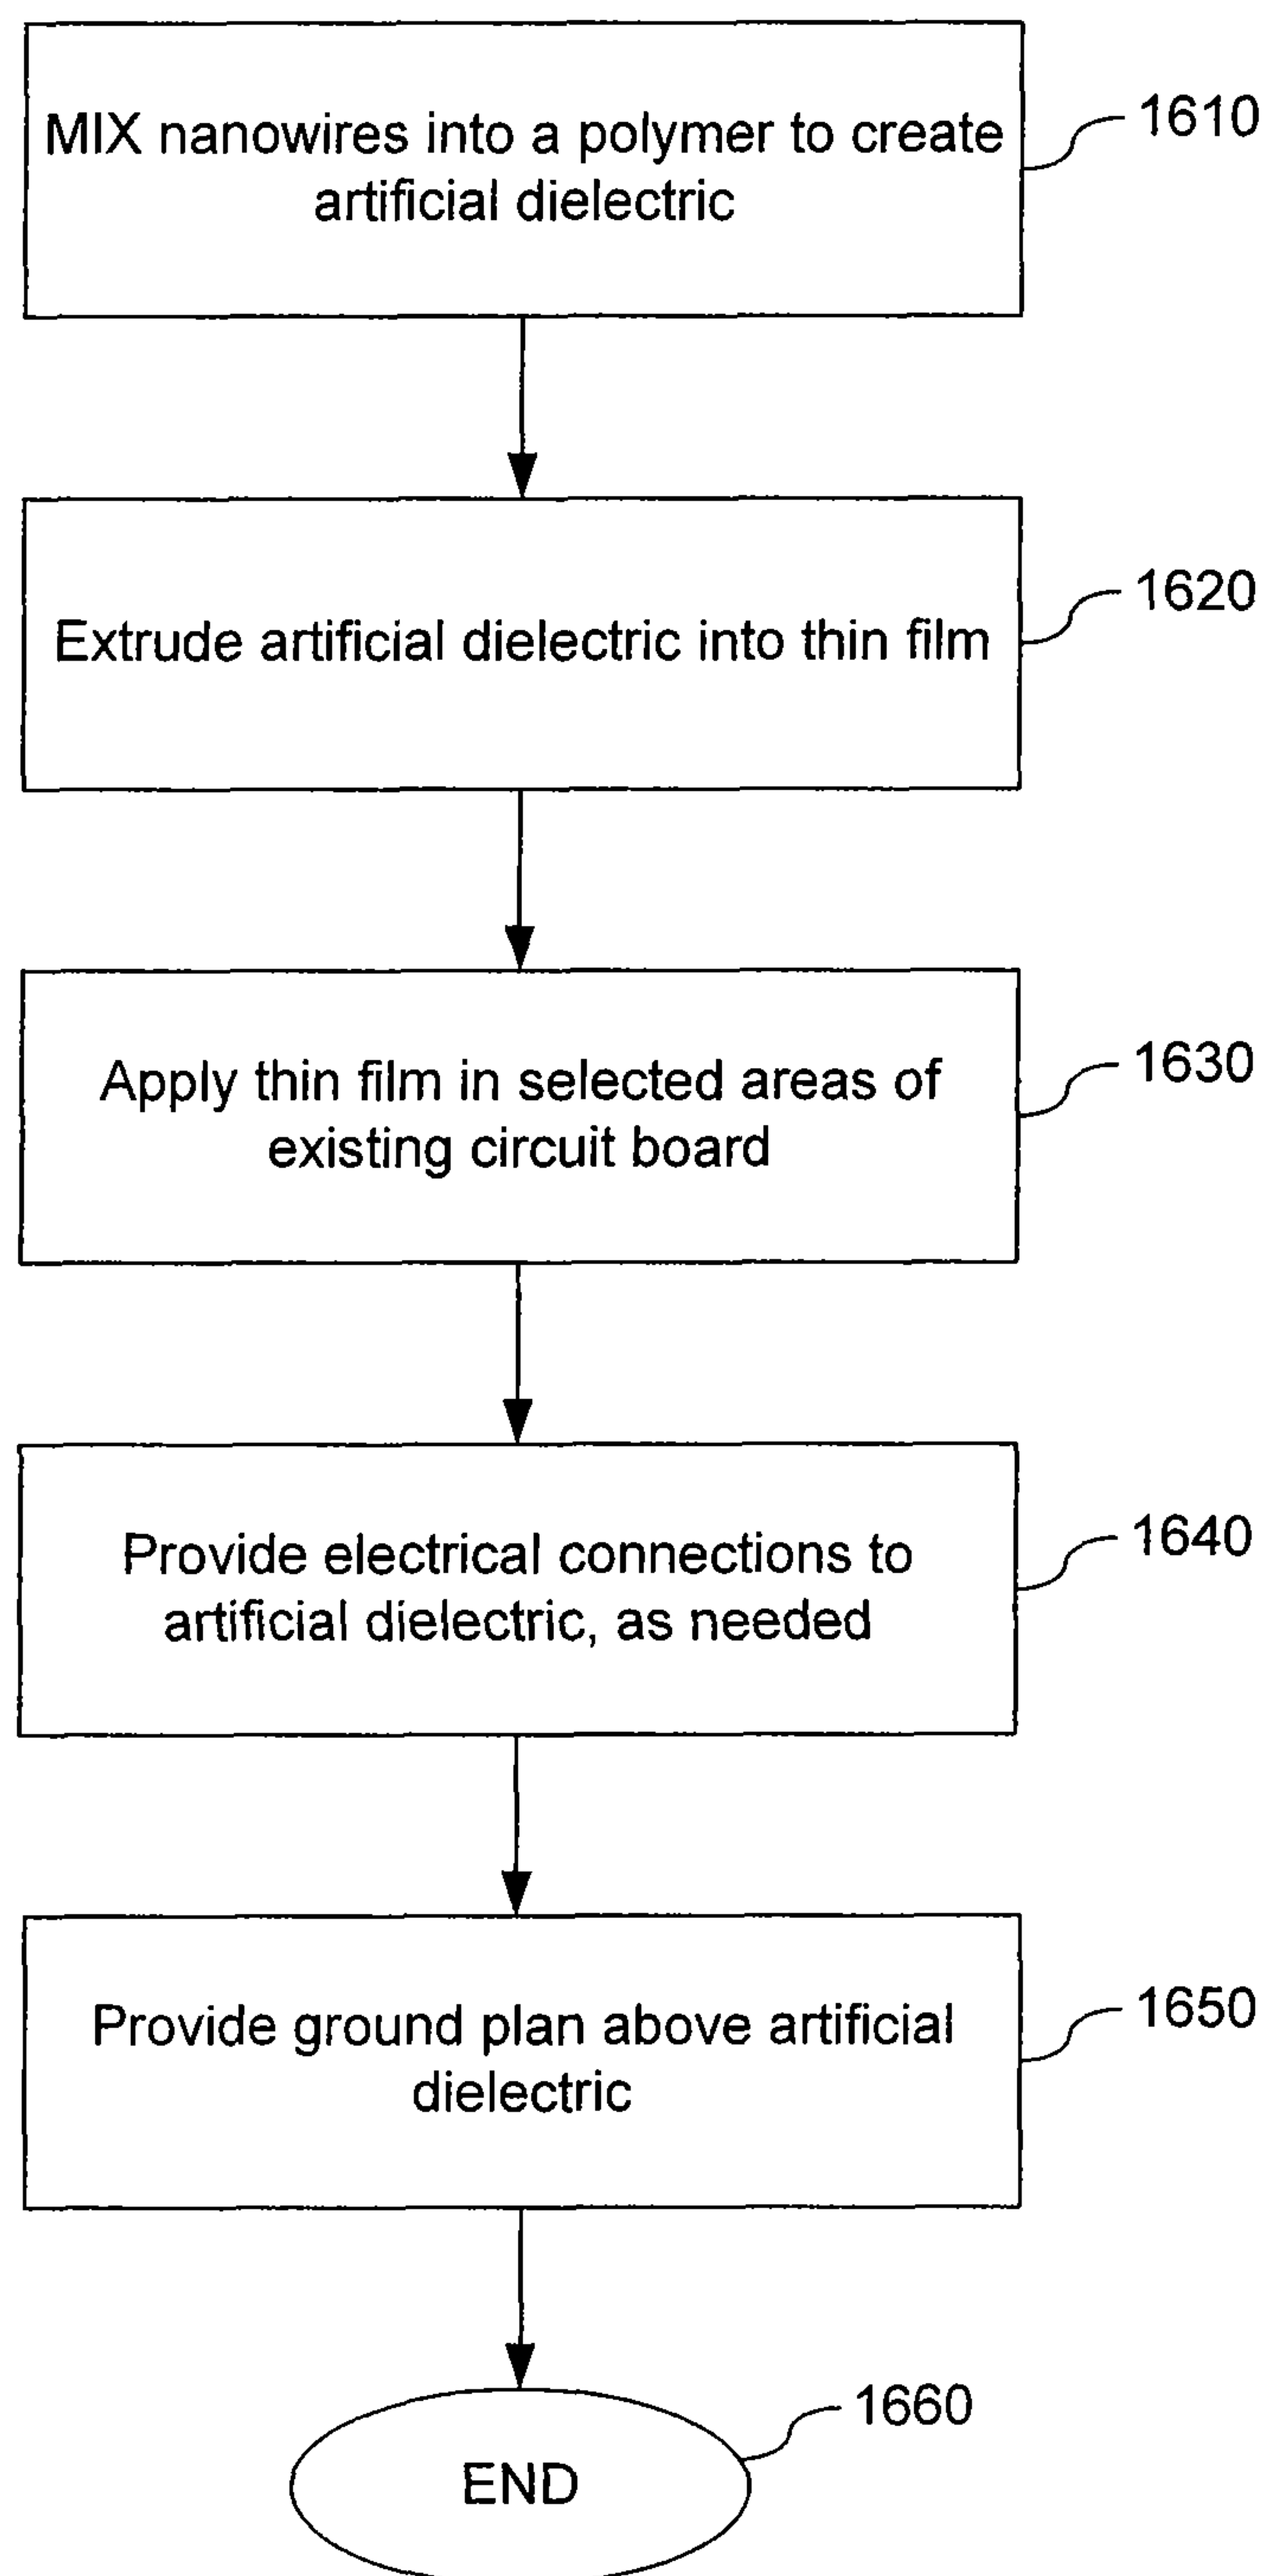 MIX nanowires into a polymer to create
artificial dielectric
1610
Extrude artificial dielectric into thin film
1620
Apply thin film in selected areas of
existing circuit board
1630
Provide electrical connections to
artificial dielectric, as needed
1640
Provide ground plan above artificial
dielectric
1650
1660
END